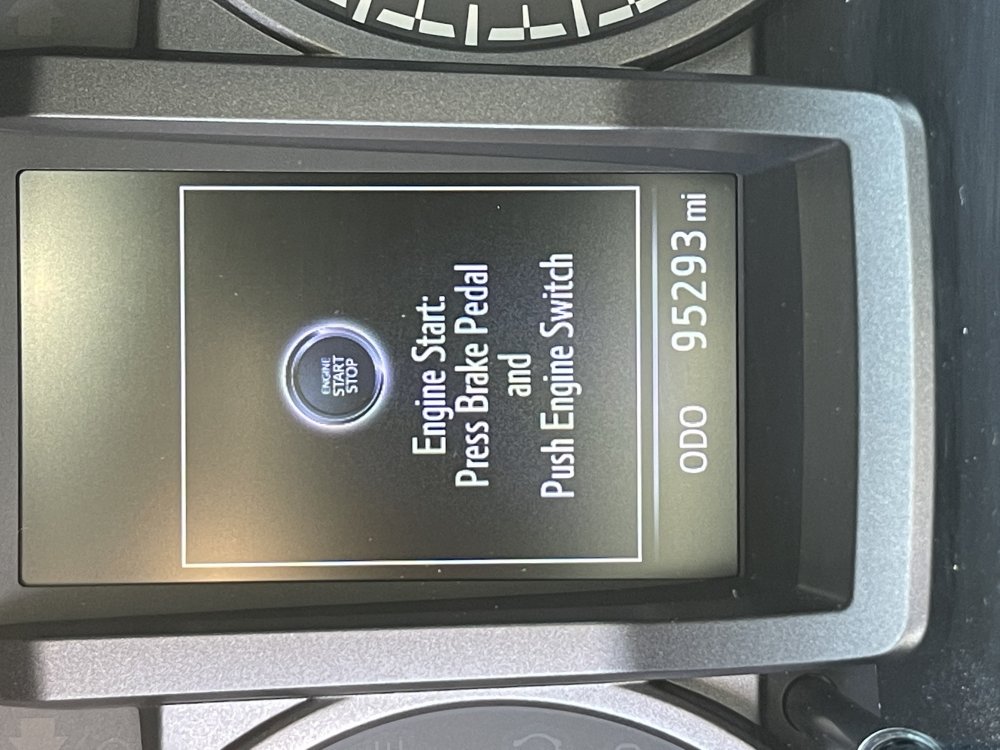 ENGINE
START
STOP
Engine Start:
Press Brake Pedal
and
Push Engine Switch
ODO 95293 mi